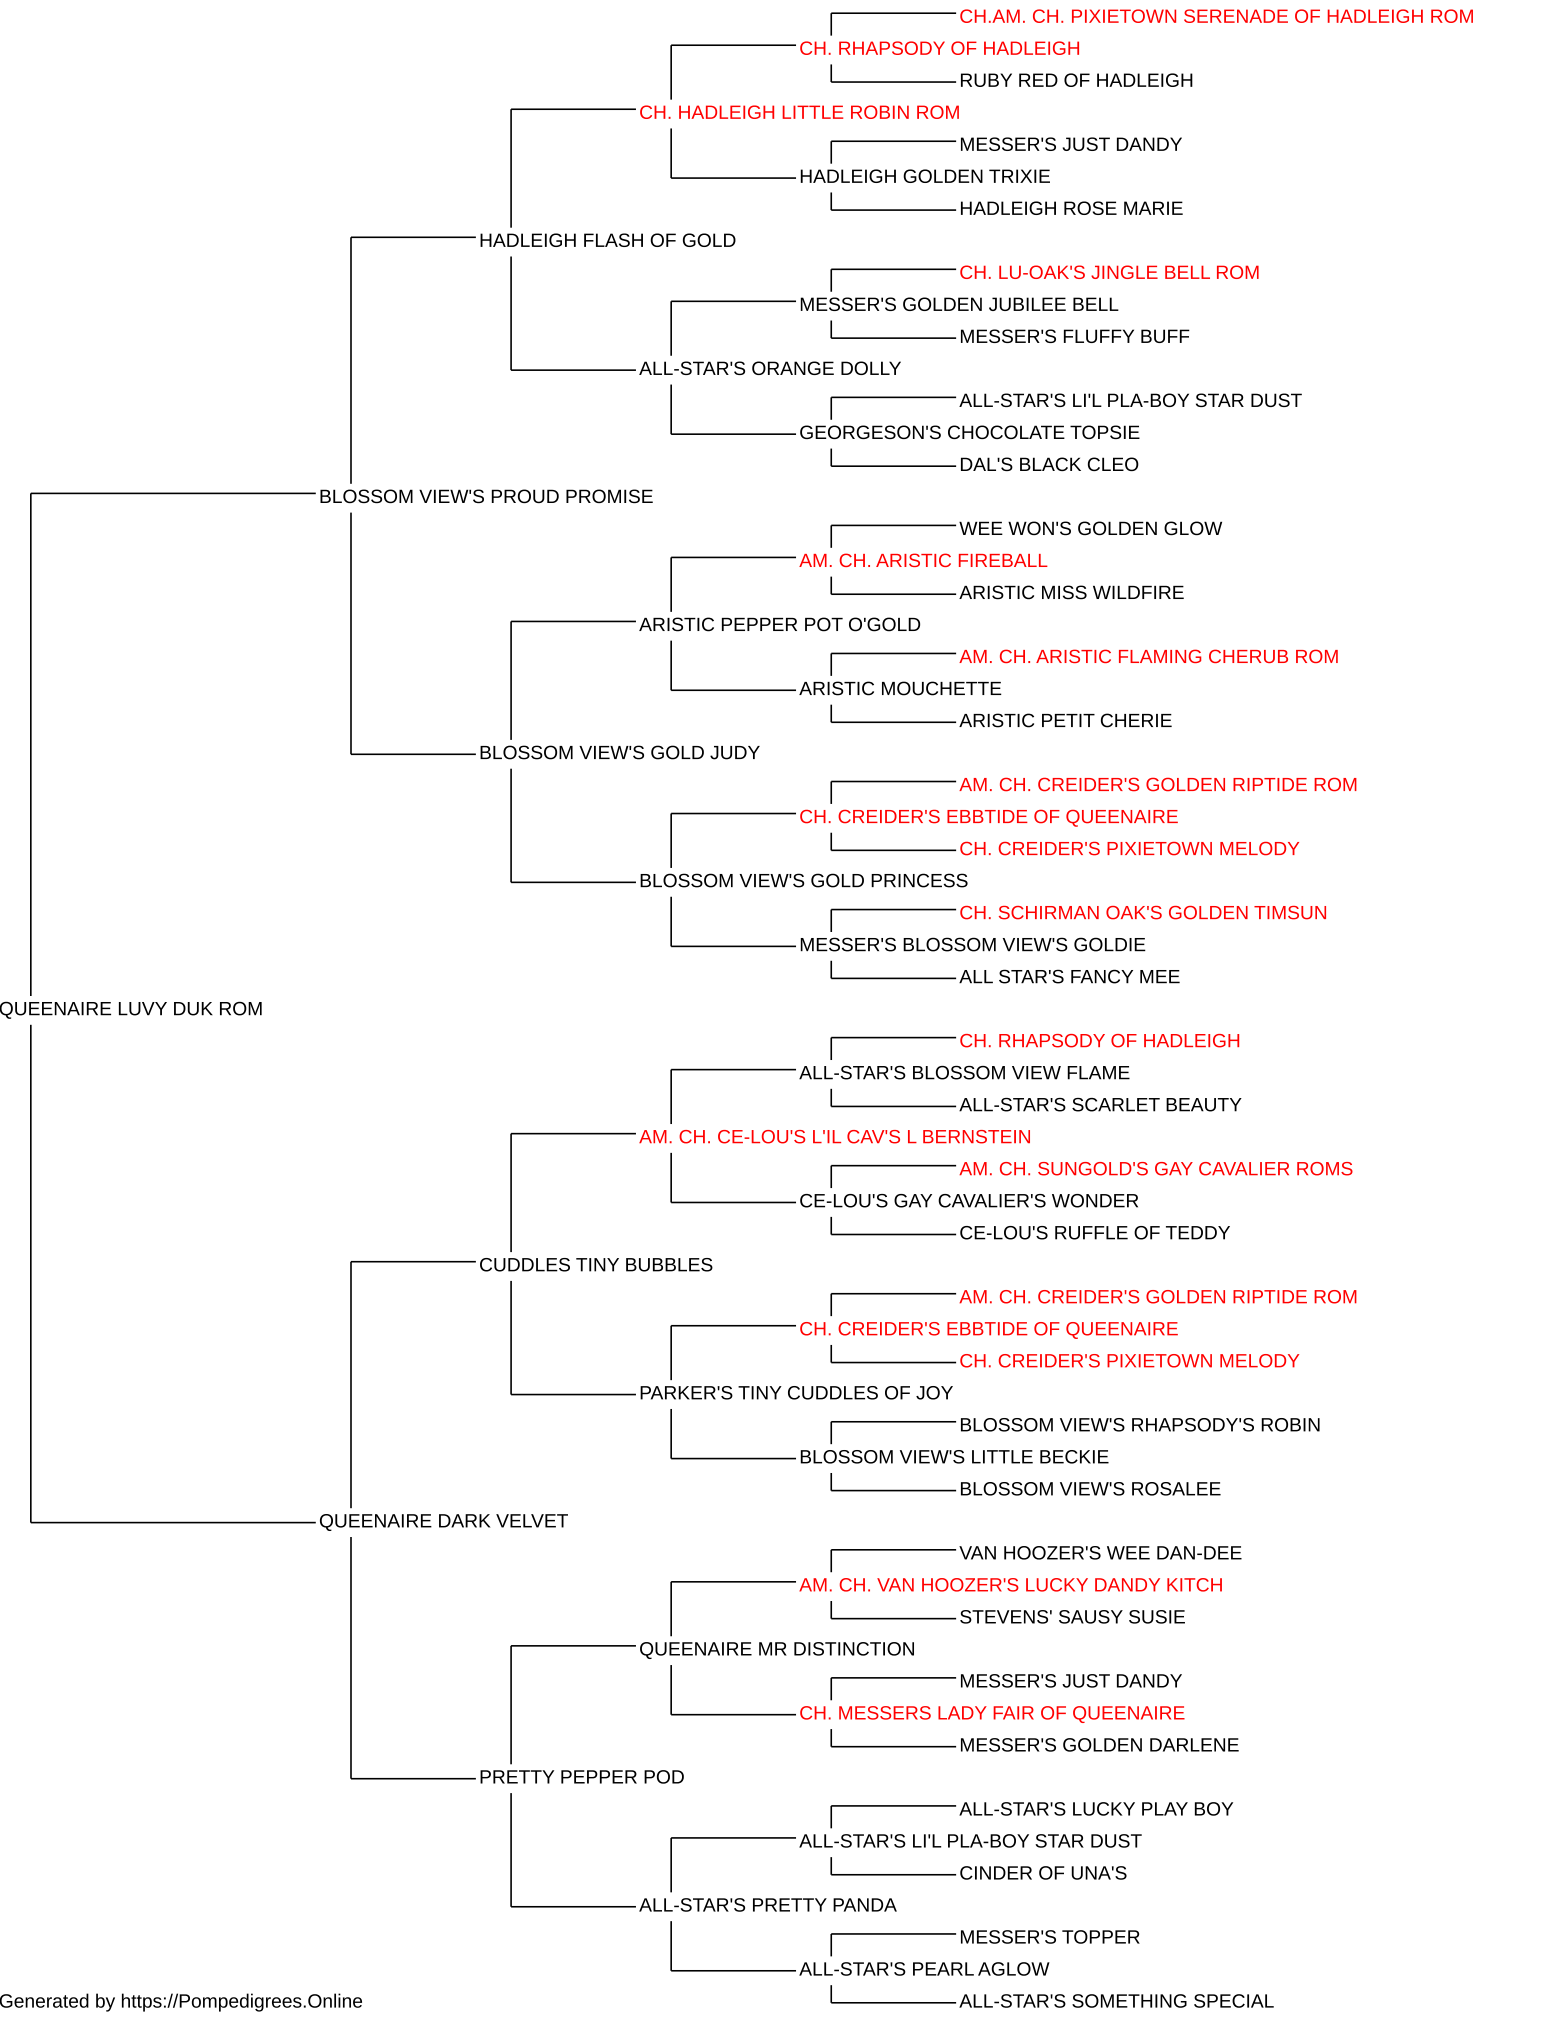 CH.AM. CH. PIXIETOWN SERENADE OF HADLEIGH ROM
CH. RHAPSODY OF HADLEIGH
RUBY RED OF HADLEIGH
CH. HADLEIGH LITTLE ROBIN ROM
MESSER'S JUST DANDY
HADLEIGH GOLDEN TRIXIE
HADLEIGH ROSE MARIE
HADLEIGH FLASH OF GOLD
CH. LU-OAK'S JINGLE BELL ROM
MESSER'S GOLDEN JUBILEE BELL
MESSER'S FLUFFY BUFF
ALL-STAR'S ORANGE DOLLY
ALL-STAR'S LI'L PLA-BOY STAR DUST
GEORGESON'S CHOCOLATE TOPSIE
DAL'S BLACK CLEO
BLOSSOM VIEW'S PROUD PROMISE
WEE WON'S GOLDEN GLOW
AM. CH. ARISTIC FIREBALL
ARISTIC MISS WILDFIRE
ARISTIC PEPPER POT O'GOLD
AM. CH. ARISTIC FLAMING CHERUB ROM
ARISTIC MOUCHETTE
ARISTIC PETIT CHERIE
BLOSSOM VIEW'S GOLD JUDY
AM. CH. CREIDER'S GOLDEN RIPTIDE ROM
CH. CREIDER'S EBBTIDE OF QUEENAIRE
CH. CREIDER'S PIXIETOWN MELODY
BLOSSOM VIEW'S GOLD PRINCESS
CH. SCHIRMAN OAK'S GOLDEN TIMSUN
MESSER'S BLOSSOM VIEW'S GOLDIE
ALL STAR'S FANCY MEE
QUEENAIRE LUVY DUK ROM
CH. RHAPSODY OF HADLEIGH
ALL-STAR'S BLOSSOM VIEW FLAME
ALL-STAR'S SCARLET BEAUTY
AM. CH. CE-LOU'S L'IL CAV'S L BERNSTEIN
AM. CH. SUNGOLD'S GAY CAVALIER ROMS
CE-LOU'S GAY CAVALIER'S WONDER
CE-LOU'S RUFFLE OF TEDDY
CUDDLES TINY BUBBLES
AM. CH. CREIDER'S GOLDEN RIPTIDE ROM
CH. CREIDER'S EBBTIDE OF QUEENAIRE
CH. CREIDER'S PIXIETOWN MELODY
PARKER'S TINY CUDDLES OF JOY
BLOSSOM VIEW'S RHAPSODY'S ROBIN
BLOSSOM VIEW'S LITTLE BECKIE
BLOSSOM VIEW'S ROSALEE
QUEENAIRE DARK VELVET
VAN HOOZER'S WEE DAN-DEE
AM. CH. VAN HOOZER'S LUCKY DANDY KITCH
STEVENS' SAUSY SUSIE
QUEENAIRE MR DISTINCTION
MESSER'S JUST DANDY
CH. MESSERS LADY FAIR OF QUEENAIRE
MESSER'S GOLDEN DARLENE
PRETTY PEPPER POD
ALL-STAR'S LUCKY PLAY BOY
ALL-STAR'S LI'L PLA-BOY STAR DUST
CINDER OF UNA'S
ALL-STAR'S PRETTY PANDA
MESSER'S TOPPER
ALL-STAR'S PEARL AGLOW
ALL-STAR'S SOMETHING SPECIAL
Generated by https://Pompedigrees.Online